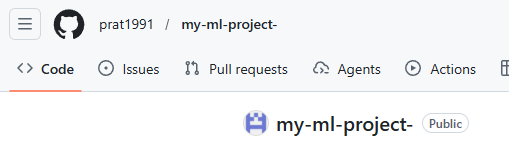 prat1991 / my-ml-project-
Code Issues Pull requests Agents Actions
my-ml-project- Public